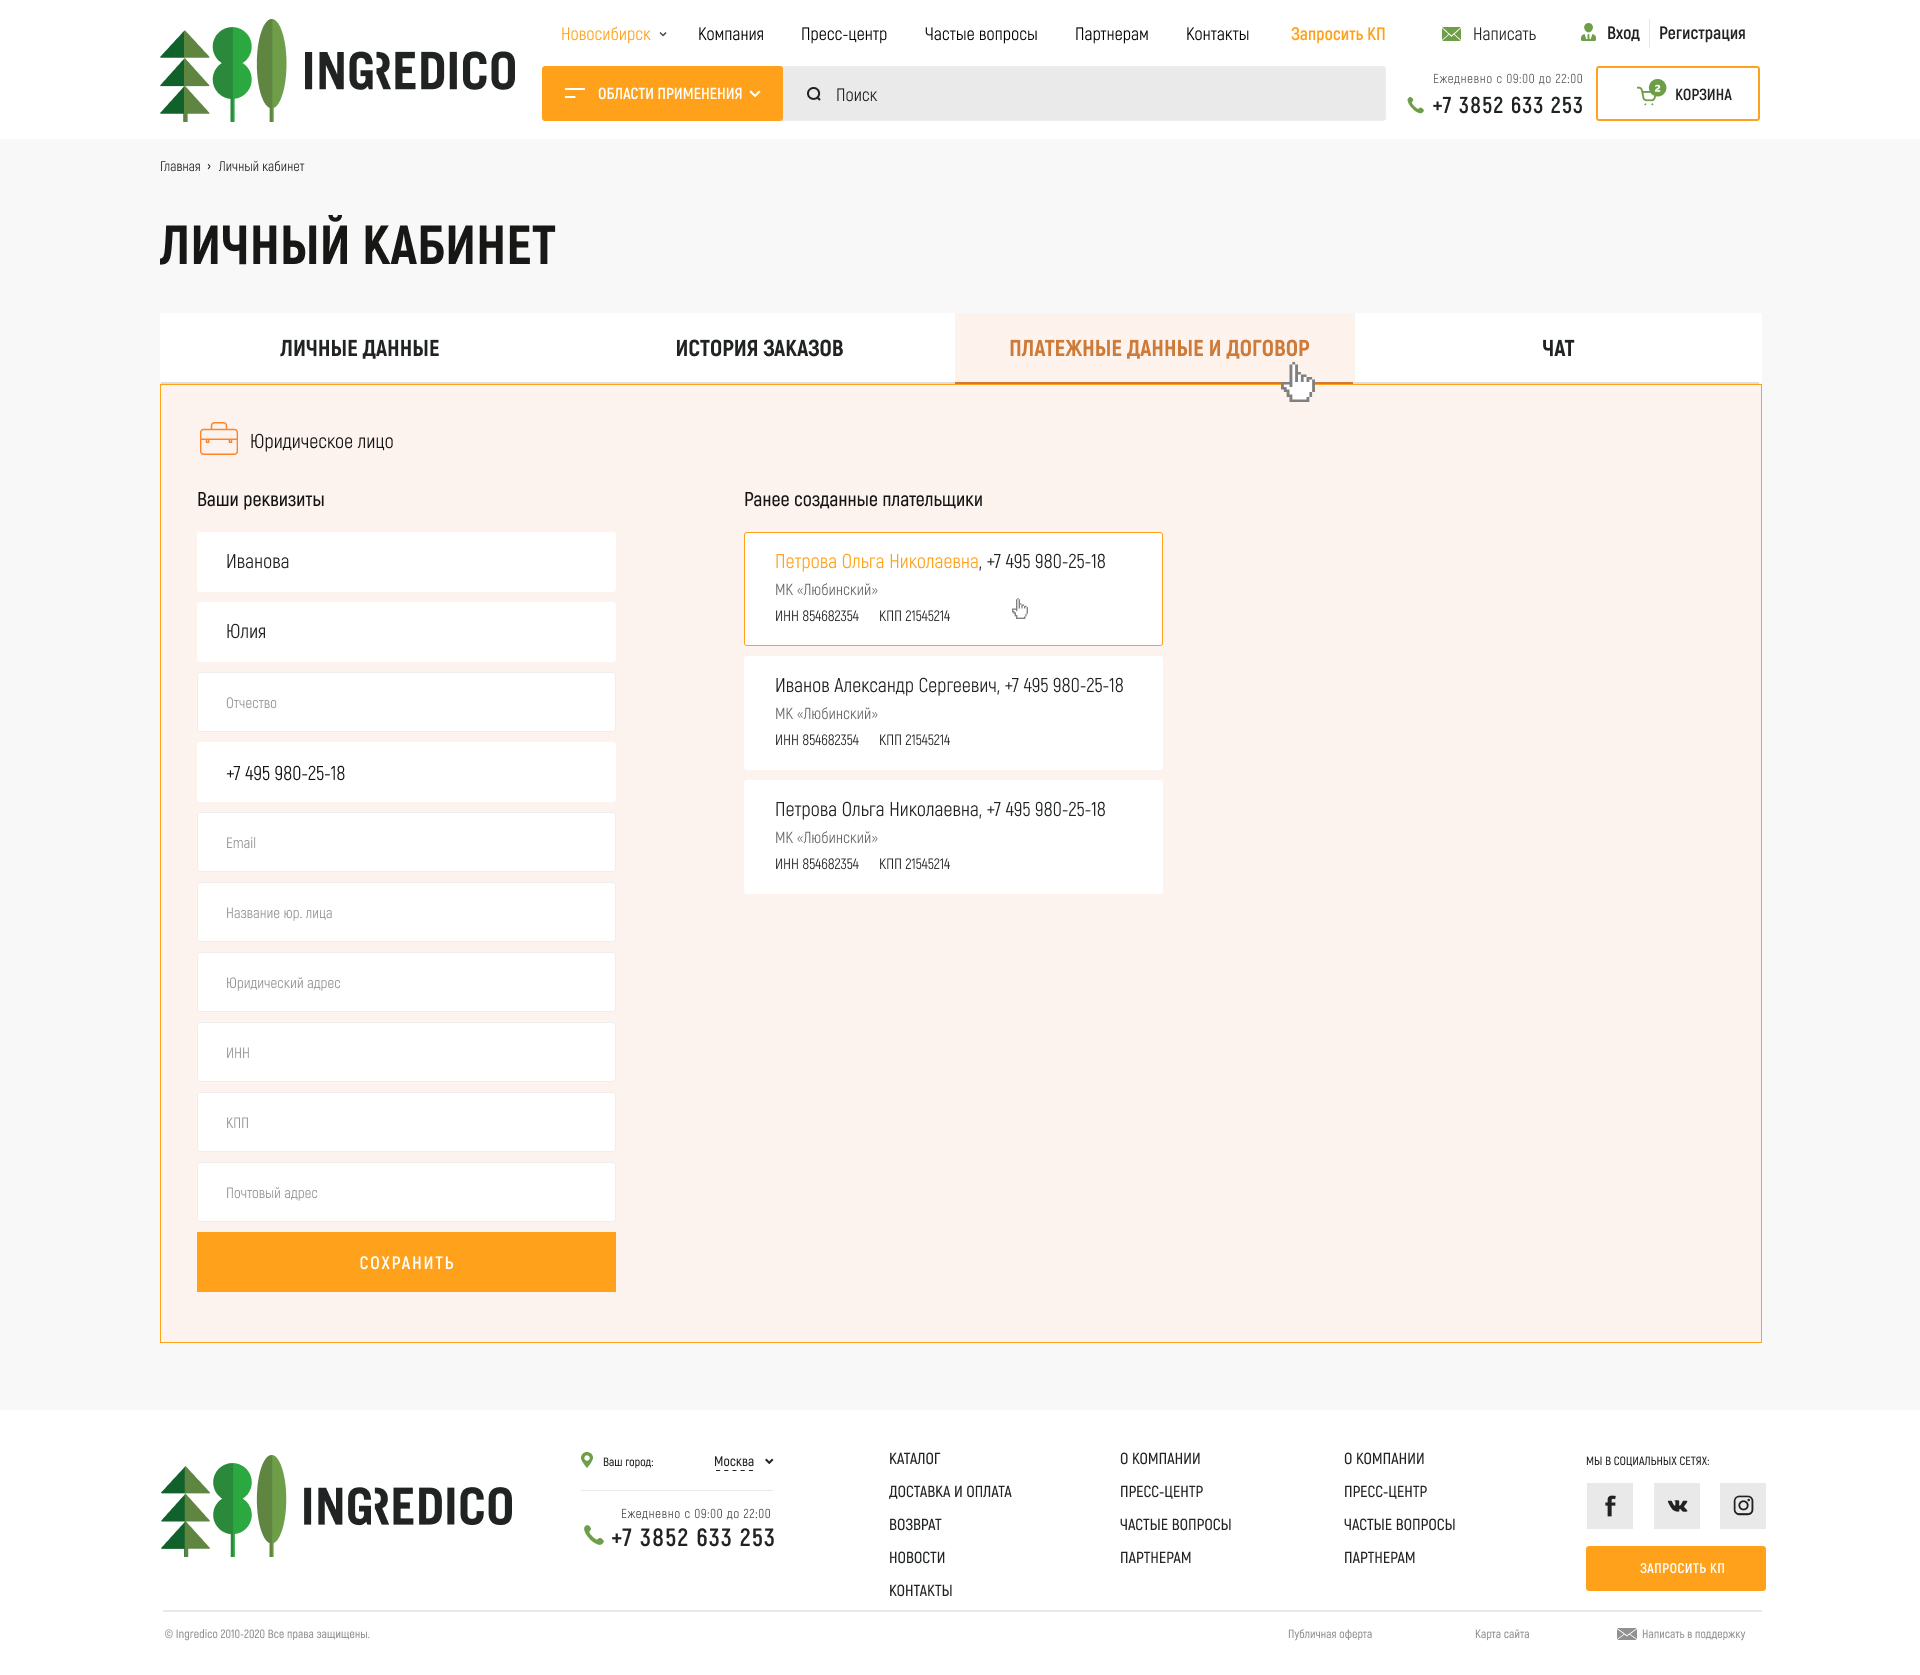 INGREDICO
Новосибирск
Компания
Пресс-центр
Частые вопросы
Партнерам
Контакты
Запросить КП
Написать
Вход
Регистрация
ОБЛАСТИ ПРИМЕНЕНИЯ
Поиск
Ежедневно с 09:00 до 22:00
+7 3852 633 253
2
КОРЗИНА
Главная › Личный кабинет
ЛИЧНЫЙ КАБИНЕТ
ЛИЧНЫЕ ДАННЫЕ
ИСТОРИЯ ЗАКАЗОВ
ПЛАТЕЖНЫЕ ДАННЫЕ И ДОГОВОР
ЧАТ
Юридическое лицо
Ваши реквизиты
Иванова
Юлия
Отчество
+7 495 980-25-18
Email
Название юр. лица
Юридический адрес
ИНН
КПП
Почтовый адрес
СОХРАНИТЬ
Ранее созданные плательщики
Петрова Ольга Николаевна, +7 495 980-25-18
МК «Любинский»
ИНН 854682354 КПП 21545214
Иванов Александр Сергеевич, +7 495 980-25-18
МК «Любинский»
ИНН 854682354 КПП 21545214
Петрова Ольга Николаевна, +7 495 980-25-18
МК «Любинский»
ИНН 854682354 КПП 21545214
INGREDICO
Ваш город:
Москва
Ежедневно с 09:00 до 22:00
+7 3852 633 253
КАТАЛОГ
ДОСТАВКА И ОПЛАТА
ВОЗВРАТ
НОВОСТИ
КОНТАКТЫ
О КОМПАНИИ
ПРЕСС-ЦЕНТР
ЧАСТЫЕ ВОПРОСЫ
ПАРТНЕРАМ
О КОМПАНИИ
ПРЕСС-ЦЕНТР
ЧАСТЫЕ ВОПРОСЫ
ПАРТНЕРАМ
МЫ В СОЦИАЛЬНЫХ СЕТЯХ:
ЗАПРОСИТЬ КП
© Ingredico 2010-2020 Все права защищены.
Публичная оферта
Карта сайта
Написать в поддержку